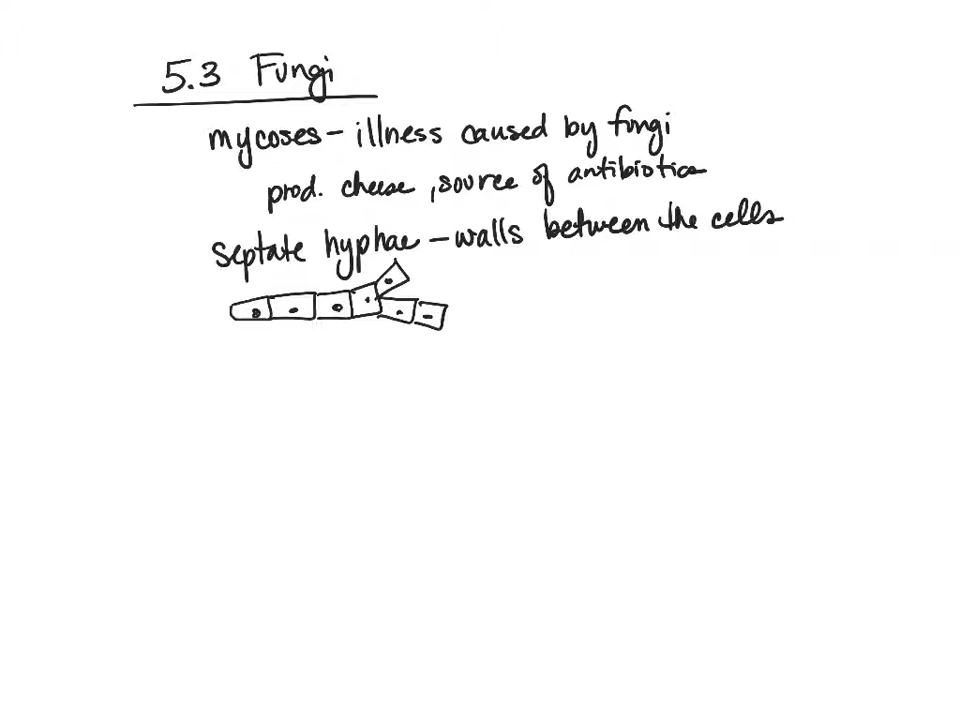 5.3 Fungi
mycoses - illness caused by fungi
prod. cheese, source of antibiotics
septate hyphae - walls between the cells